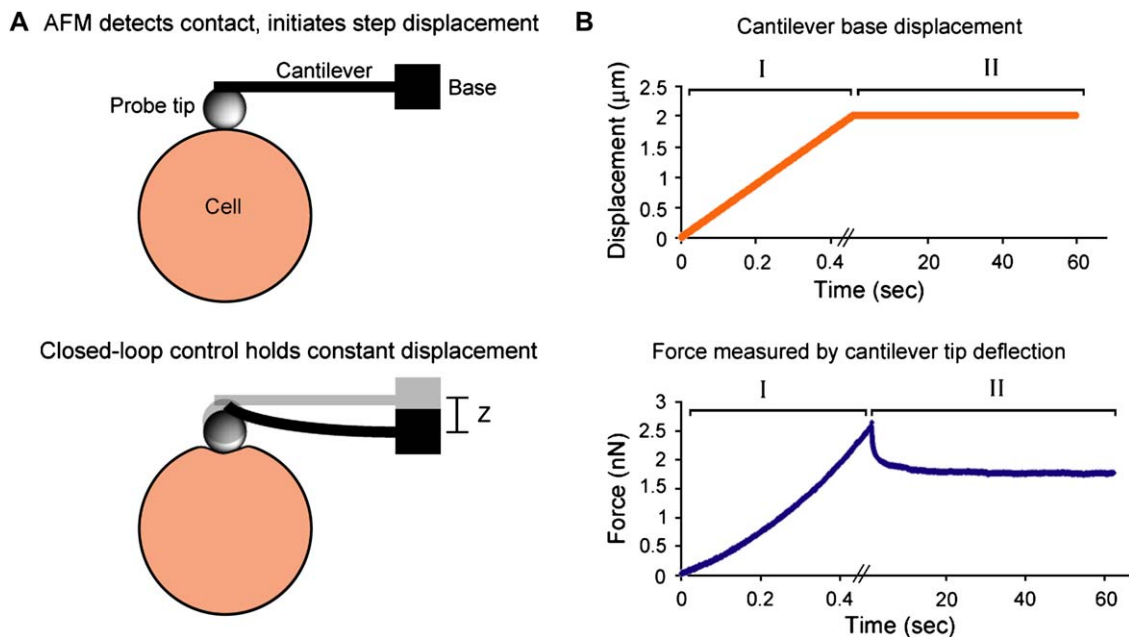 A AFM detects contact, initiates step displacement
Cantilever
Base
Probe tip
Cell
Closed-loop control holds constant displacement
Z
B Cantilever base displacement
I
II
Displacement (μm)
2.5
2
1.5
1
0.5
0
0 0.2 0.4 20 40 60
Time (sec)
Force measured by cantilever tip deflection
I
II
Force (nN)
3
2.5
2
1.5
1
0.5
0
0 0.2 0.4 20 40 60
Time (sec)